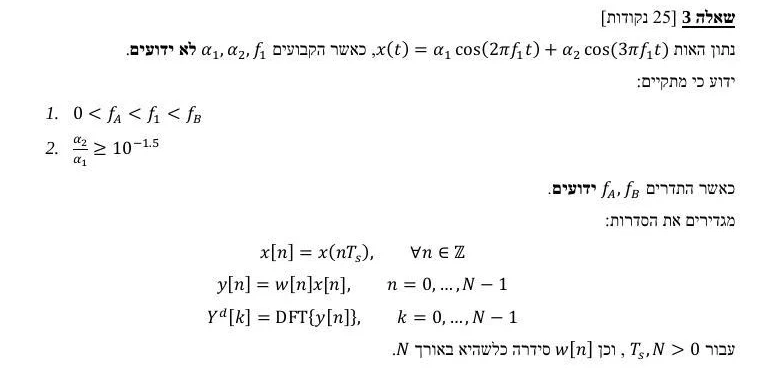 שאלה 3 [25 נקודות]
נתון האות x(t) = α₁ cos(2πf₁t) + α₂ cos(3πf₁t), כאשר הקבועים α₁, α₂, f₁ לא ידועים.
ידוע כי מתקיים:
1. 0 < f_A < f₁ < f_B
2. α₂/α₁ ≥ 10^{-1.5}
כאשר התדרים f_A, f_B ידועים.
מגדירים את הסדרות:
x[n] = x(nT_s), ∀n ∈ ℤ
y[n] = w[n]x[n], n = 0, … , N − 1
Y^d[k] = DFT{y[n]}, k = 0, … , N − 1
עבור T_s, N > 0 , וכן w[n] סידרה כלשהיא באורך N.